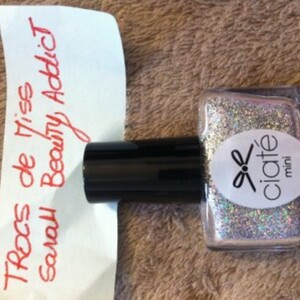 TROCS de Miss
Sarah Beauty Addict
ciaté
mini